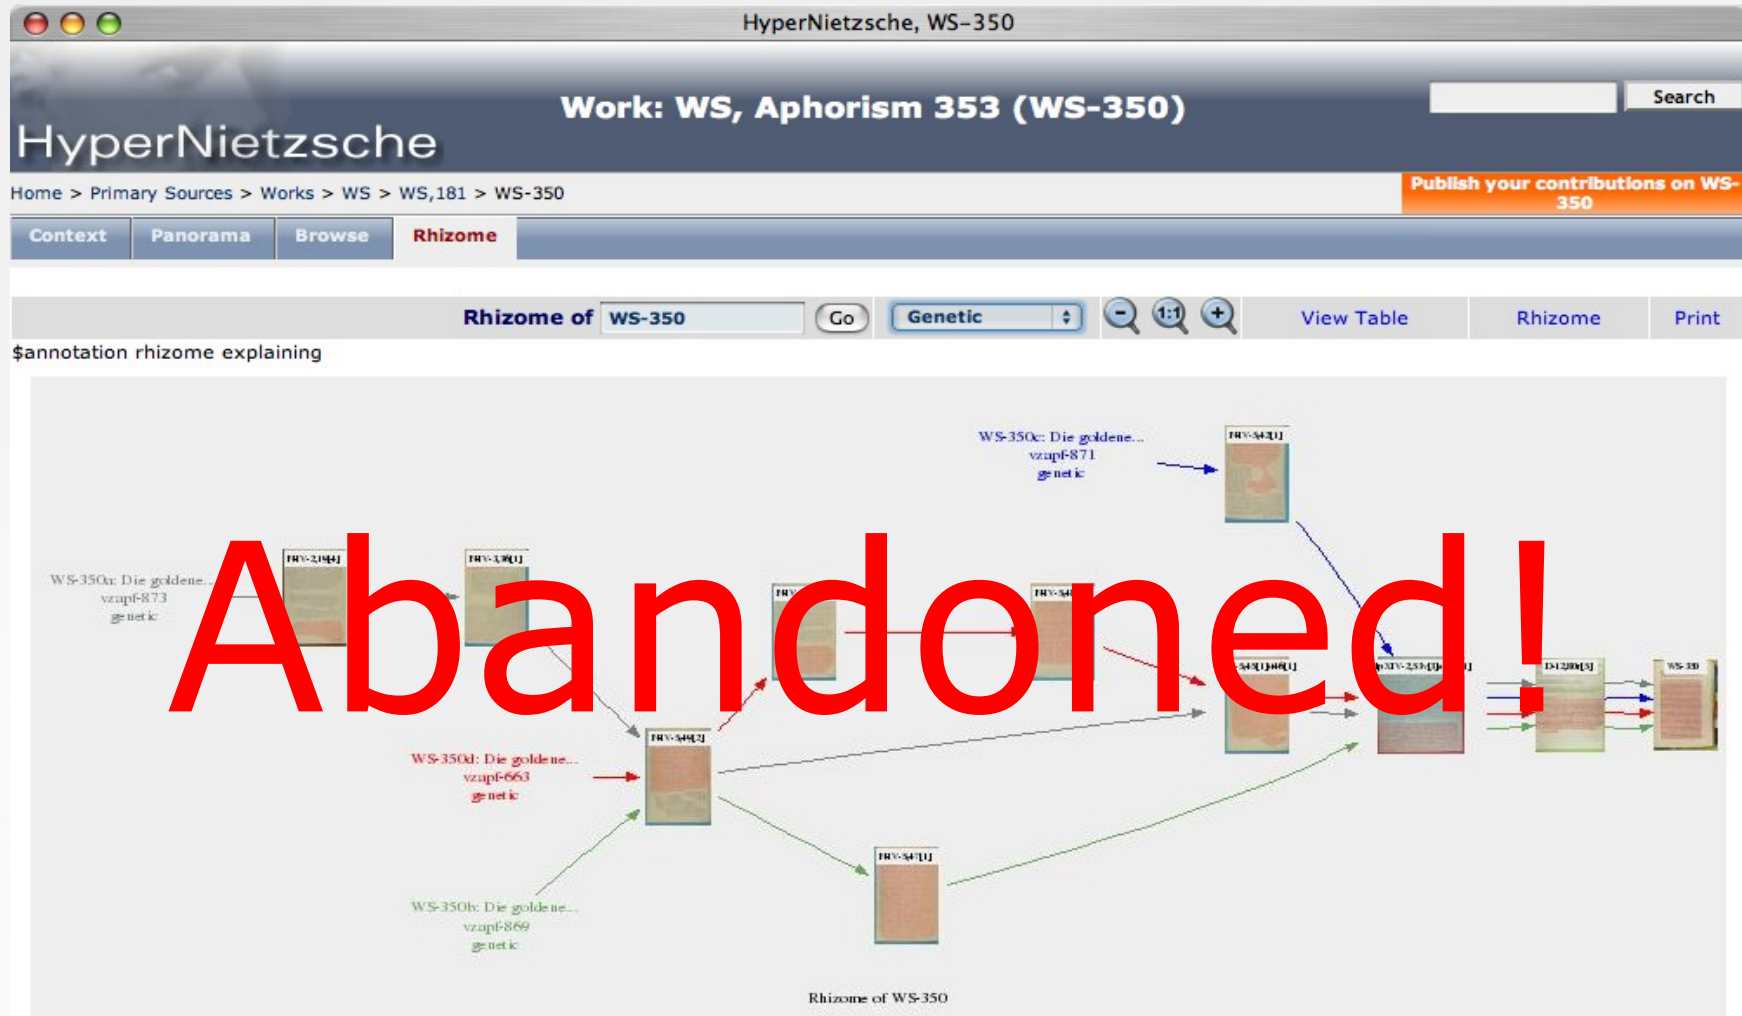 HyperNietzsche, WS-350
Work: WS, Aphorism 353 (WS-350)
Search
HyperNietzsche
Home > Primary Sources > Works > WS > WS,181 > WS-350
Publish your contributions on WS-
350
Context Panorama Browse Rhizome
Rhizome of WS-350 Go Genetic - 1:1 + View Table Rhizome Print
$annotation rhizome explaining
WS-350c: Die goldene...
vzapf-871
genetic
WS-350a: Die goldene...
vzapf-873
genetic
Abandoned!
WS-350
WS-350d: Die goldene...
vzapf-663
genetic
WS-350b: Die goldene...
vzapf-869
genetic
Rhizome of WS-350